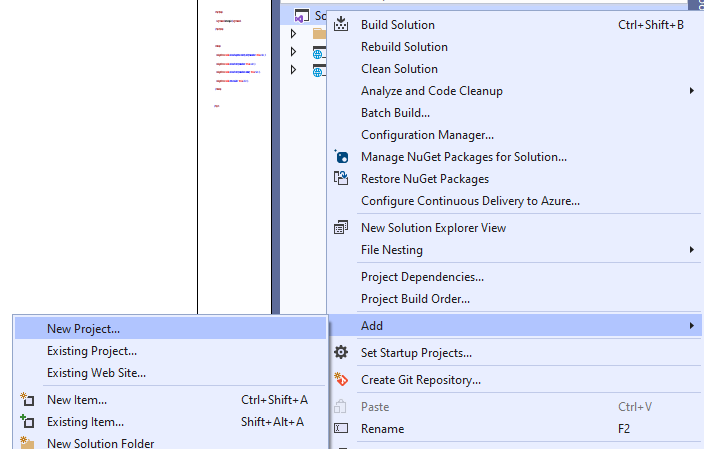 So
Build Solution Ctrl+Shift+B
Rebuild Solution
Clean Solution
Analyze and Code Cleanup
Batch Build...
Configuration Manager...
Manage NuGet Packages for Solution...
Restore NuGet Packages
Configure Continuous Delivery to Azure...
New Solution Explorer View
File Nesting
Project Dependencies...
Project Build Order...
Add
Set Startup Projects...
Create Git Repository...
Paste Ctrl+V
Rename F2
New Project...
Existing Project...
Existing Web Site...
New Item... Ctrl+Shift+A
Existing Item... Shift+Alt+A
New Solution Folder